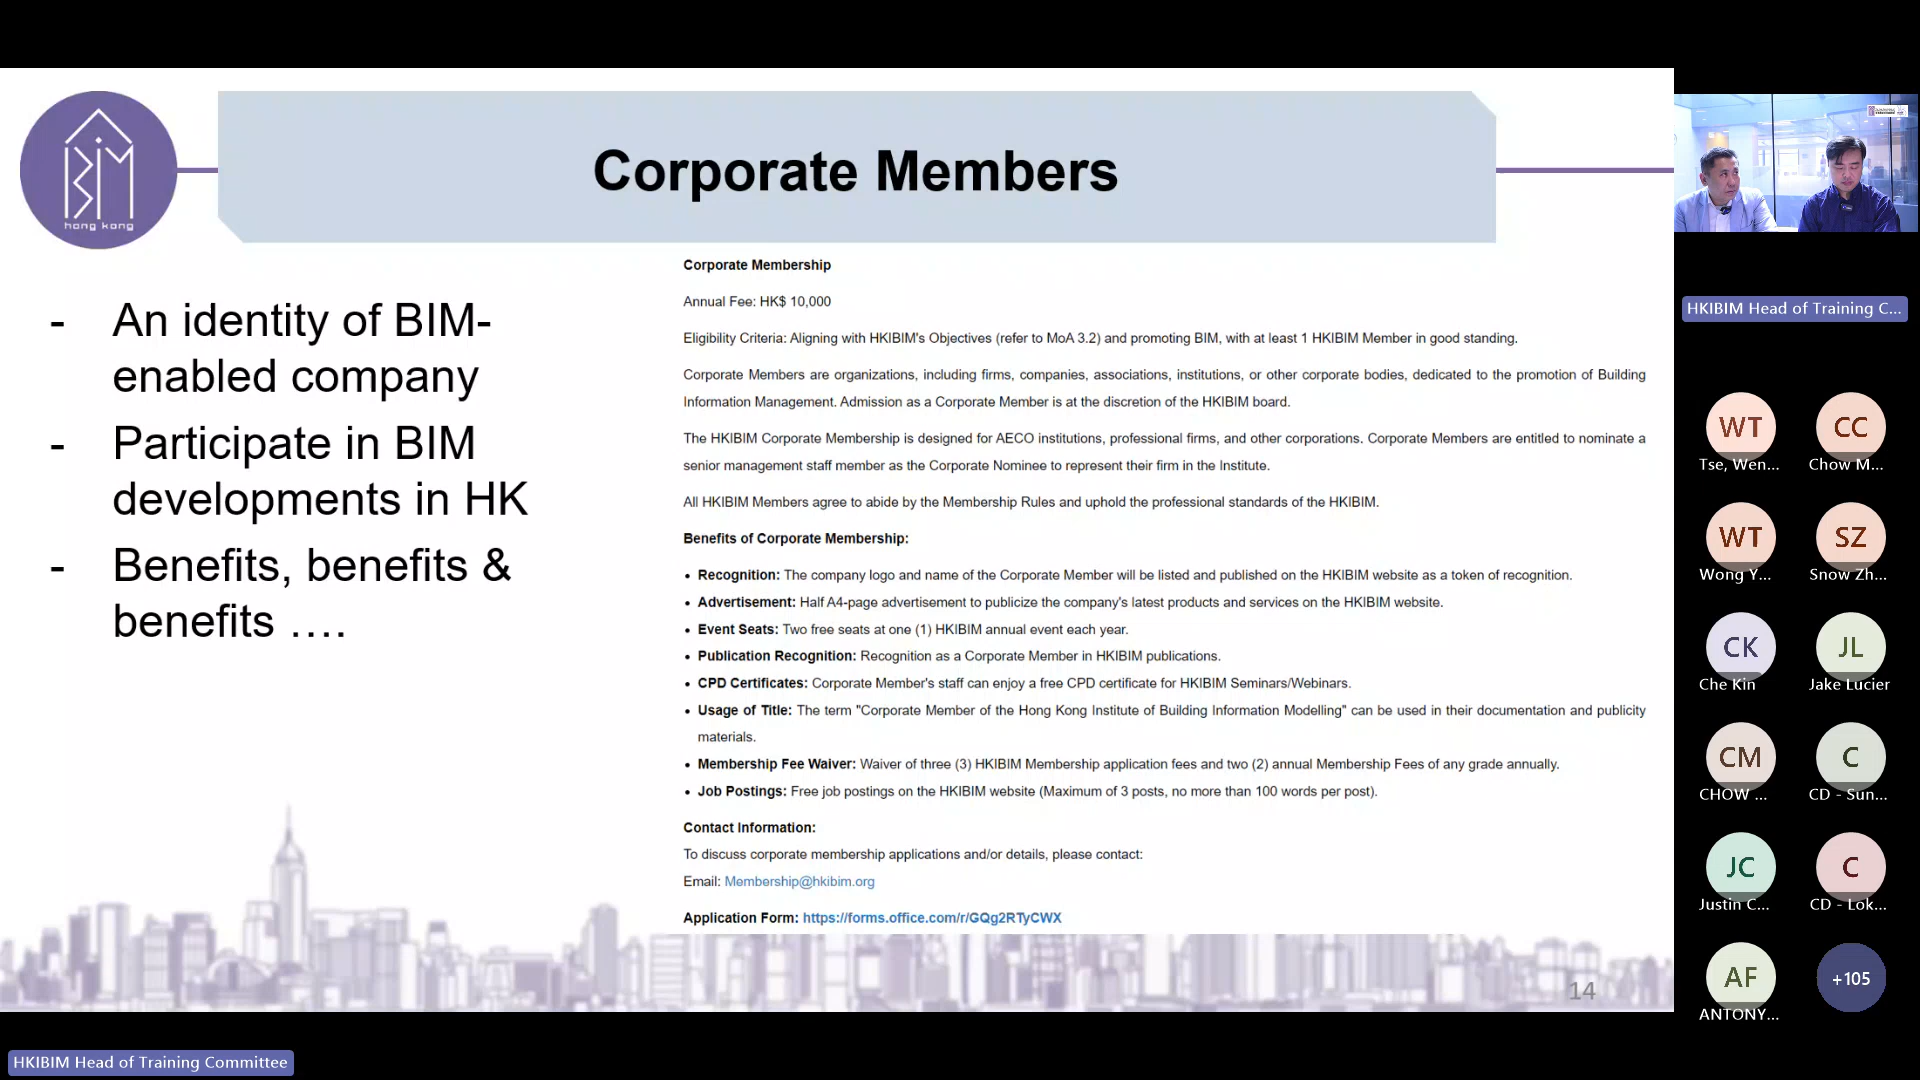 BIM
hong kong
Corporate Members
- An identity of BIM-
enabled company
- Participate in BIM
developments in HK
- Benefits, benefits &
benefits ….
Corporate Membership
Annual Fee: HK$ 10,000
Eligibility Criteria: Aligning with HKIBIM's Objectives (refer to MoA 3.2) and promoting BIM, with at least 1 HKIBIM Member in good standing.
Corporate Members are organizations, including firms, companies, associations, institutions, or other corporate bodies, dedicated to the promotion of Building
Information Management. Admission as a Corporate Member is at the discretion of the HKIBIM board.
The HKIBIM Corporate Membership is designed for AECO institutions, professional firms, and other corporations. Corporate Members are entitled to nominate a
senior management staff member as the Corporate Nominee to represent their firm in the Institute.
All HKIBIM Members agree to abide by the Membership Rules and uphold the professional standards of the HKIBIM.
Benefits of Corporate Membership:
• Recognition: The company logo and name of the Corporate Member will be listed and published on the HKIBIM website as a token of recognition.
• Advertisement: Half A4-page advertisement to publicize the company's latest products and services on the HKIBIM website.
• Event Seats: Two free seats at one (1) HKIBIM annual event each year.
• Publication Recognition: Recognition as a Corporate Member in HKIBIM publications.
• CPD Certificates: Corporate Member's staff can enjoy a free CPD certificate for HKIBIM Seminars/Webinars.
• Usage of Title: The term "Corporate Member of the Hong Kong Institute of Building Information Modelling" can be used in their documentation and publicity
materials.
• Membership Fee Waiver: Waiver of three (3) HKIBIM Membership application fees and two (2) annual Membership Fees of any grade annually.
• Job Postings: Free job postings on the HKIBIM website (Maximum of 3 posts, no more than 100 words per post).
Contact Information:
To discuss corporate membership applications and/or details, please contact:
Email: Membership@hkibim.org
Application Form: https://forms.office.com/r/GQg2RTyCWX
14
HKIBIM Head of Training C...
WT
Tse, Wen...
CC
Chow M...
WT
Wong Y...
SZ
Snow Zh...
CK
Che Kin
JL
Jake Lucier
CM
CHOW ...
C
CD - Sun...
JC
Justin C...
C
CD - Lok...
AF
ANTONY...
+105
HKIBIM Head of Training Committee